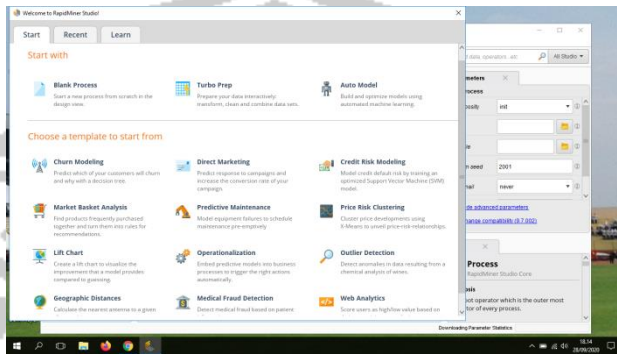 Welcome to RapidMiner Studio!
Start Recent Learn
Start with
Blank Process
Start a new process from scratch in the
design view.
Turbo Prep
Prepare your data interactively:
transform, clean and combine data sets.
Auto Model
Build and optimize models using
automated machine learning.
Choose a template to start from
Churn Modeling
Predict which of your customers will churn
and why with a decision tree.
Direct Marketing
Predict response to campaigns and
increase the conversion rate of your
campaign.
Credit Risk Modeling
Model credit default risk by training an
optimized Support Vector Machine (SVM)
model.
Market Basket Analysis
Find products frequently purchased
together and turn them into rules for
recommendations.
Predictive Maintenance
Model equipment failures to schedule
maintenance pre-emptively.
Price Risk Clustering
Cluster price developments using
X-Means to unveil price-risk-relationships.
Lift Chart
Create a lift chart to visualize the
improvement that a model provides
compared to guessing.
Operationalization
Embed predictive models into business
processes to trigger the right actions
automatically.
Outlier Detection
Detect anomalies in data resulting from a
chemical analysis of wines.
Geographic Distances
Calculate the nearest antenna to a given
Medical Fraud Detection
Detect medical fraud based on patient
Web Analytics
Score users as high/low value based on
data, operators, etc
All Studio
meters
ocess
osity
init
n seed
2001
nail
never
de advanced parameters
ange compatibility (9.7.002)
Process
RapidMiner Studio Core
sis
oot operator which is the outer most
tor of every process.
Downloading Parameter Statistics
18.14
28/09/2020